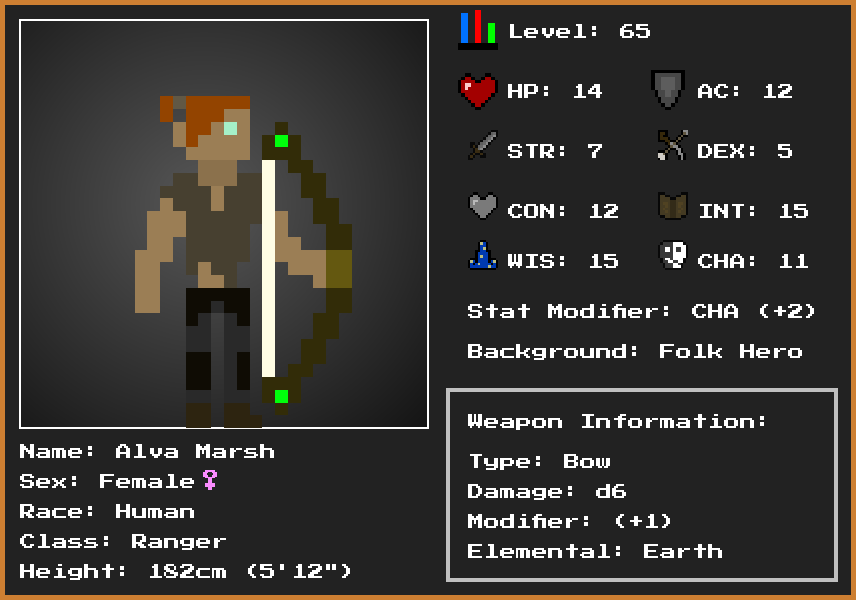 Level: 65
HP: 14
AC: 12
STR: 7
DEX: 5
CON: 12
INT: 15
WIS: 15
CHA: 11
Stat Modifier: CHA (+2)
Background: Folk Hero
Weapon Information:
Type: Bow
Damage: d6
Modifier: (+1)
Elemental: Earth
Name: Alva Marsh
Sex: Female♀
Race: Human
Class: Ranger
Height: 182cm (5'12")